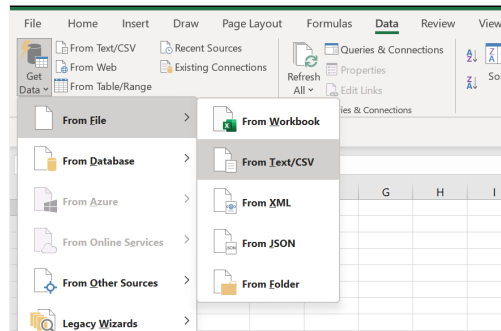 File Home Insert Draw Page Layout Formulas Data Review View
From Text/CSV Recent Sources Queries & Connections
From Web Existing Connections Properties
Get Data From Table/Range Refresh All Edit Links
From File From Workbook
From Database From Text/CSV
G H I
From Azure From XML
From Online Services From JSON
From Other Sources From Folder
Legacy Wizards